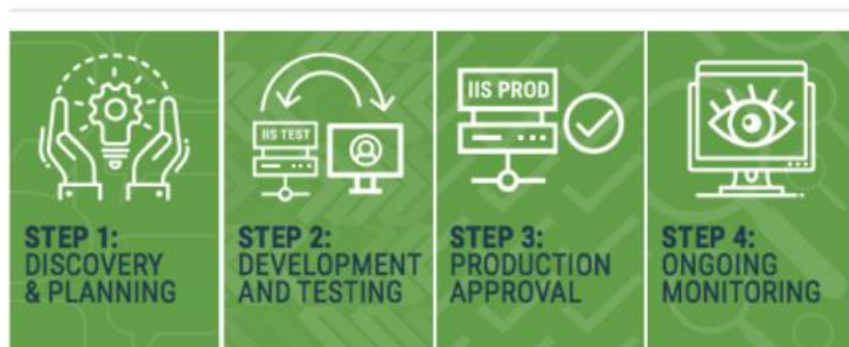 IIS TEST
IIS PROD
STEP 1:
DISCOVERY
& PLANNING
STEP 2:
DEVELOPMENT
AND TESTING
STEP 3:
PRODUCTION
APPROVAL
STEP 4:
ONGOING
MONITORING